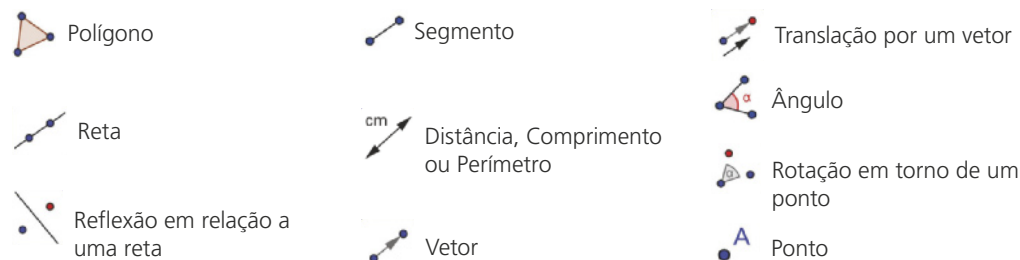 Polígono
Reta
Reflexão em relação a
uma reta
Segmento
cm
Distância, Comprimento
ou Perímetro
Vetor
Translação por um vetor
α
Ângulo
α
Rotação em torno de um
ponto
A
Ponto